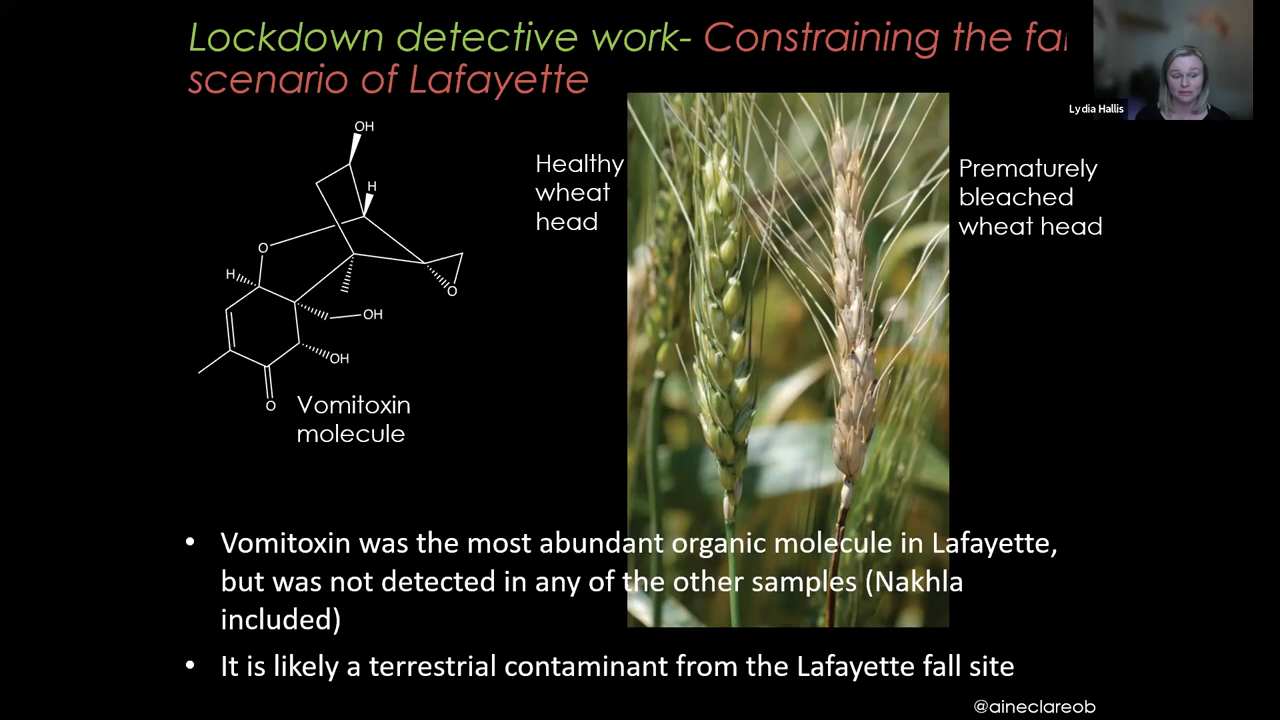 Lockdown detective work- Constraining the fal
scenario of Lafayette
Lydia Hallis
OH
H
O
H
O
OH
OH
O
Vomitoxin
molecule
Healthy
wheat
head
Prematurely
bleached
wheat head
• Vomitoxin was the most abundant organic molecule in Lafayette,
but was not detected in any of the other samples (Nakhla
included)
• It is likely a terrestrial contaminant from the Lafayette fall site
@aineclareob